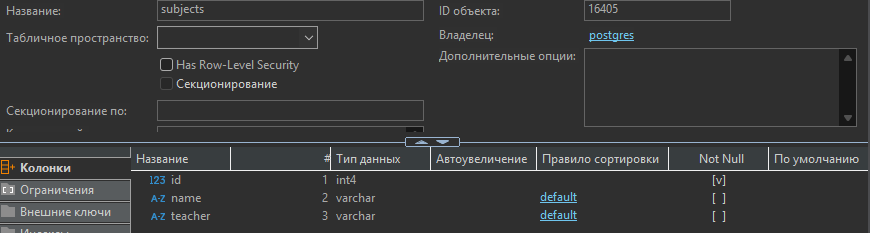 Название: subjects ID объекта: 16405
Табличное пространство: Владелец: postgres
Has Row-Level Security Дополнительные опции:
Секционирование
Секционирование по:
Колонки Название # Тип данных Автоувеличение Правило сортировки Not Null По умолчанию
123 id 1 int4 [v]
Ограничения A-Z name 2 varchar default [ ]
Внешние ключи A-Z teacher 3 varchar default [ ]